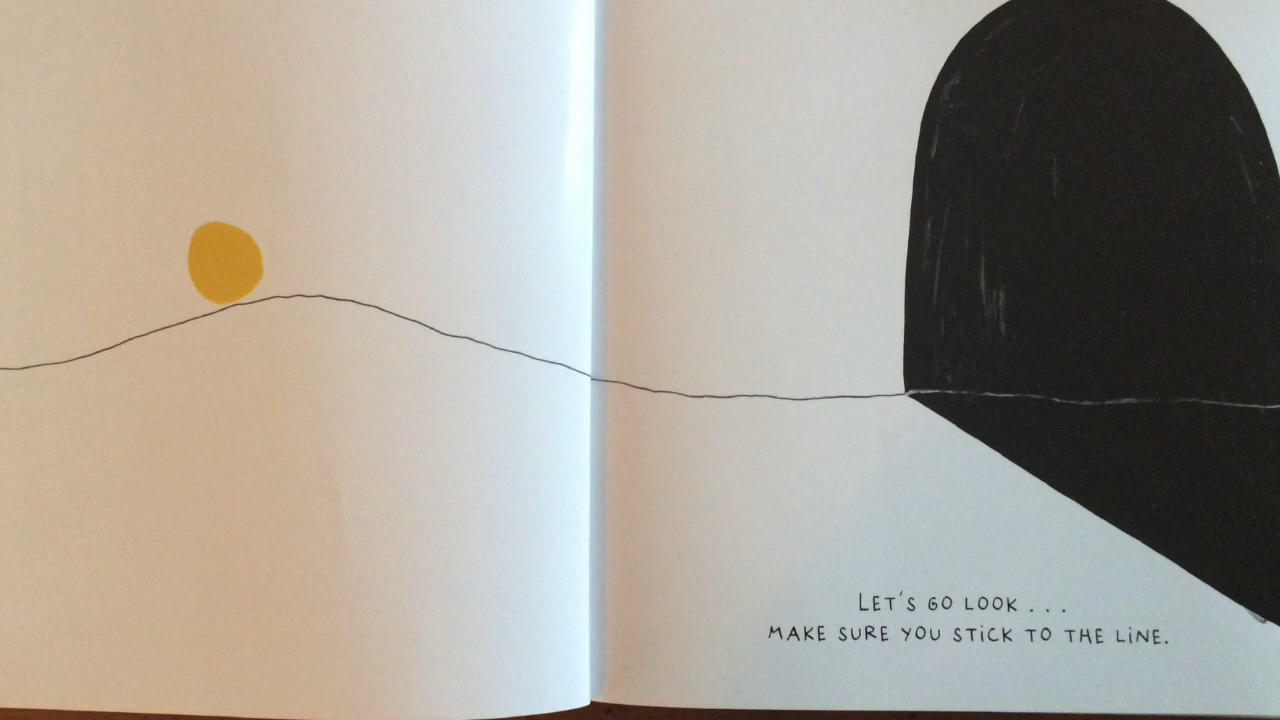 LET'S GO LOOK . . .
MAKE SURE YOU STiCK TO THE LiNE.